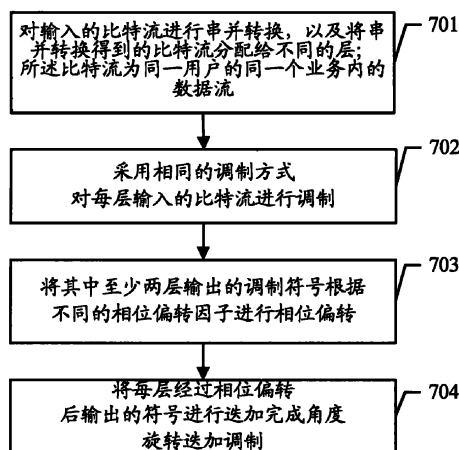 对输入的比特流进行串并转换，以及将串
并转换得到的比特流分配给不同的层；
所述比特流为同一用户的同一个业务内的
数据流
701
采用相同的调制方式
对每层输入的比特流进行调制
702
将其中至少两层输出的调制符号根据
不同的相位偏转因子进行相位偏转
703
将每层经过相位偏转
后输出的符号进行迭加完成角度
旋转迭加调制
704